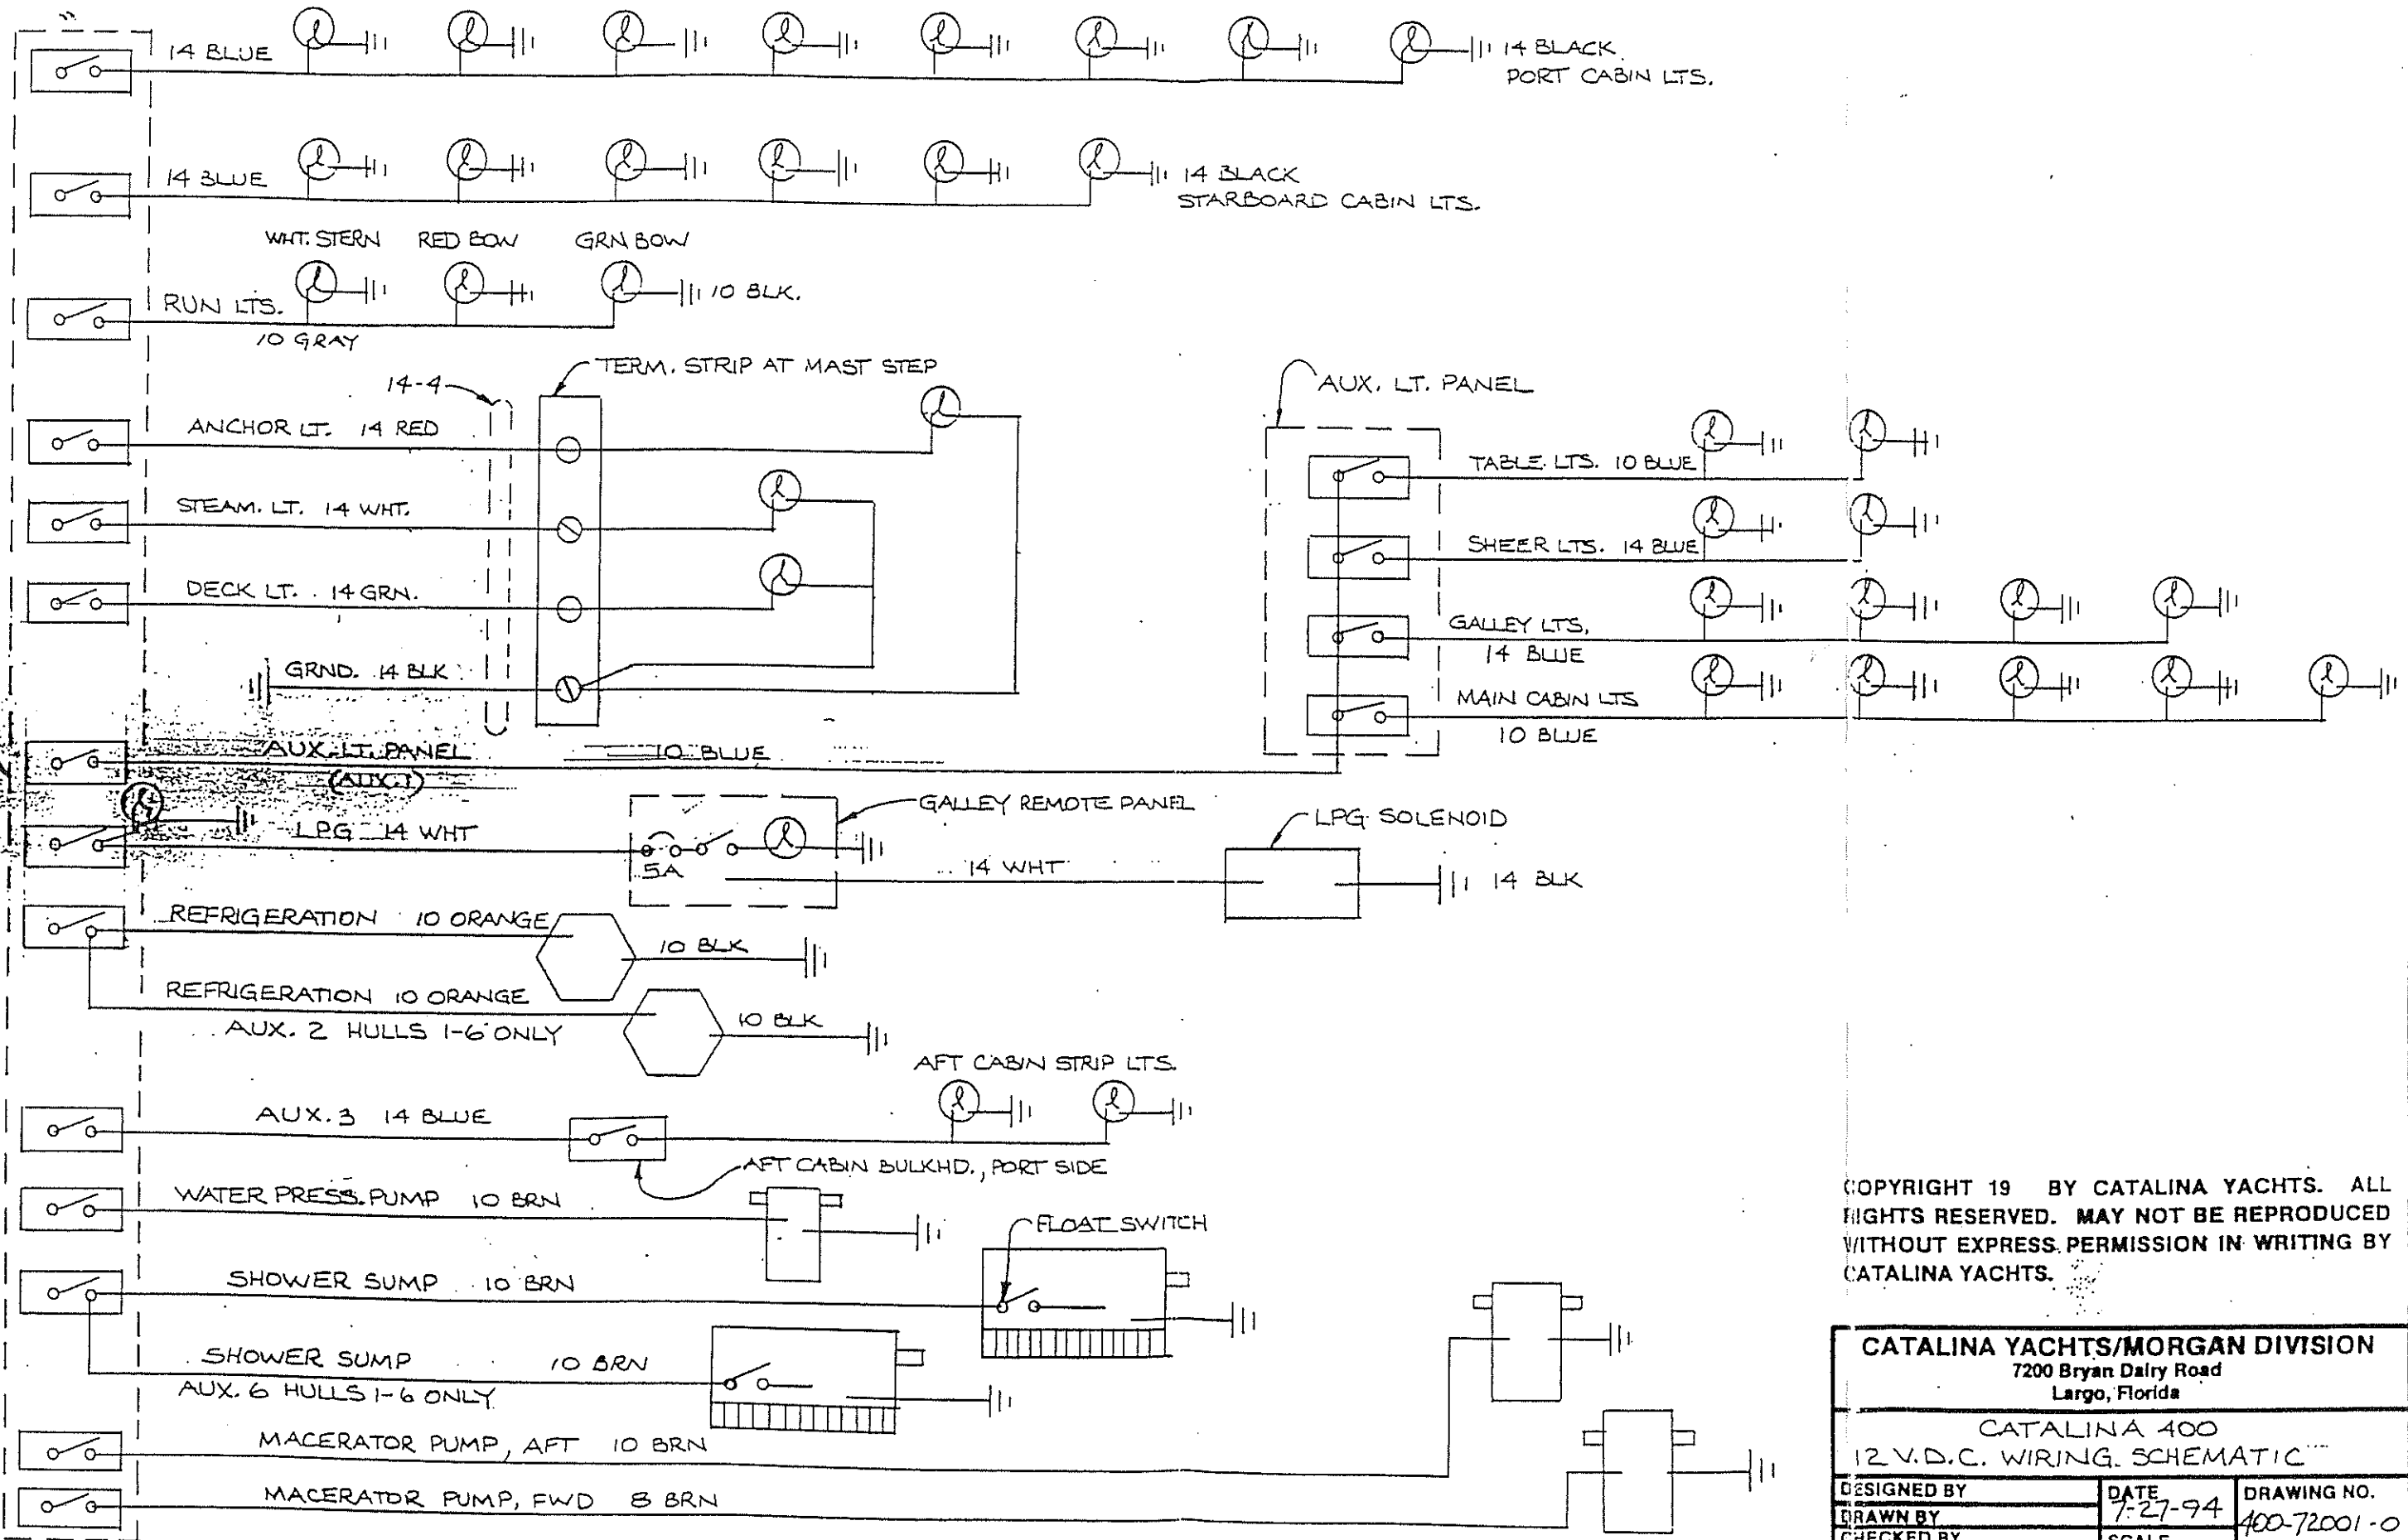 14 BLUE
14 BLACK
PORT CABIN LTS.
14 BLUE
14 BLACK
STARBOARD CABIN LTS.
WHT. STERN RED BOW GRN BOW
RUN LTS.
10 GRAY
10 BLK.
14-4
TERM. STRIP AT MAST STEP
ANCHOR LT. 14 RED
STEAM. LT. 14 WHT.
DECK LT. 14 GRN.
GRND. 14 BLK
AUX. LT. PANEL
TABLE LTS. 10 BLUE
SHEER LTS. 14 BLUE
GALLEY LTS.
14 BLUE
MAIN CABIN LTS
10 BLUE
AUX. LT. PANEL 10 BLUE
(AUX. 1)
LPG 14 WHT
5A
GALLEY REMOTE PANEL
14 WHT
LPG SOLENOID
14 BLK
REFRIGERATION 10 ORANGE
10 BLK
REFRIGERATION 10 ORANGE
AUX. 2 HULLS 1-6 ONLY
10 BLK
AFT CABIN STRIP LTS.
AUX. 3 14 BLUE
AFT CABIN BULKHD., PORT SIDE
WATER PRESS. PUMP 10 BRN
FLOAT SWITCH
SHOWER SUMP 10 BRN
SHOWER SUMP 10 BRN
AUX. 6 HULLS 1-6 ONLY
MACERATOR PUMP, AFT 10 BRN
MACERATOR PUMP, FWD 8 BRN
COPYRIGHT 19 BY CATALINA YACHTS. ALL
RIGHTS RESERVED. MAY NOT BE REPRODUCED
WITHOUT EXPRESS PERMISSION IN WRITING BY
CATALINA YACHTS.
CATALINA YACHTS/MORGAN DIVISION
7200 Bryan Dairy Road
Largo, Florida
CATALINA 400
12 V.D.C. WIRING SCHEMATIC
DESIGNED BY
DRAWN BY
CHECKED BY
DATE
7-27-94
SCALE
DRAWING NO.
400-72001-0